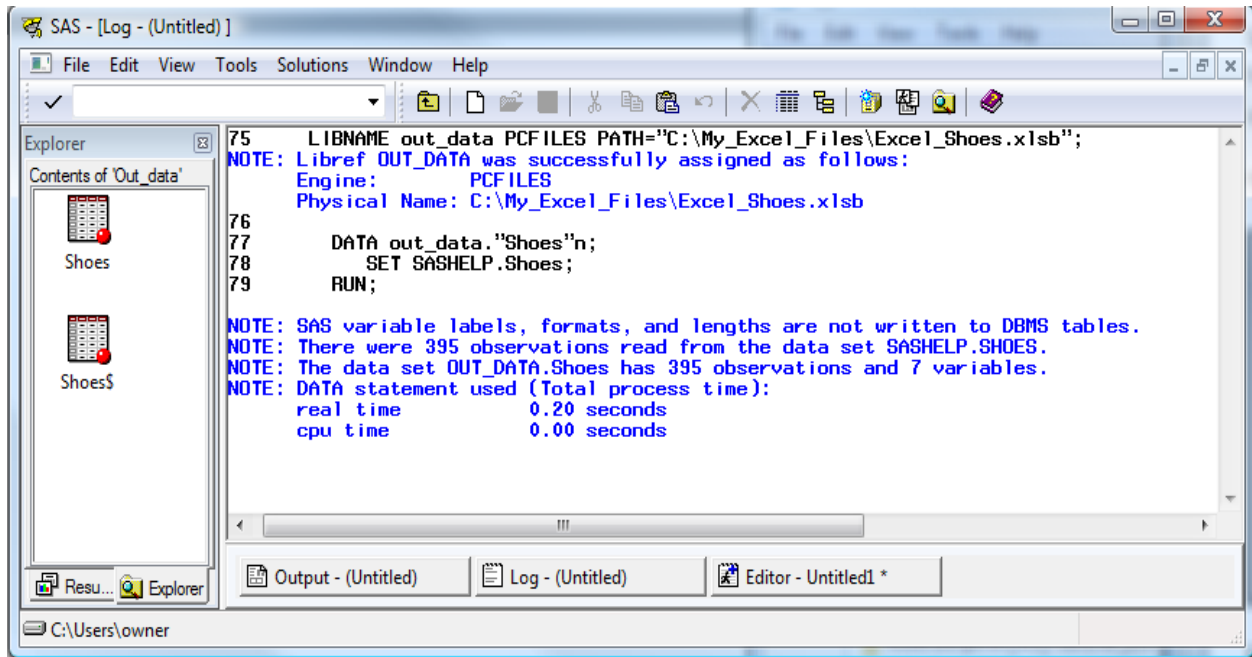 SAS - [Log - (Untitled) ]
File Edit View Tools Solutions Window Help
Explorer
Contents of 'Out_data'
Shoes
Shoes$
75 LIBNAME out_data PCFILES PATH="C:\My_Excel_Files\Excel_Shoes.xlsb";
NOTE: Libref OUT_DATA was successfully assigned as follows:
Engine: PCFILES
Physical Name: C:\My_Excel_Files\Excel_Shoes.xlsb
76
77 DATA out_data."Shoes"n;
78 SET SASHELP.Shoes;
79 RUN;
NOTE: SAS variable labels, formats, and lengths are not written to DBMS tables.
NOTE: There were 395 observations read from the data set SASHELP.SHOES.
NOTE: The data set OUT_DATA.Shoes has 395 observations and 7 variables.
NOTE: DATA statement used (Total process time):
real time 0.20 seconds
cpu time 0.00 seconds
Resu... Explorer
Output - (Untitled) Log - (Untitled) Editor - Untitled1 *
C:\Users\owner